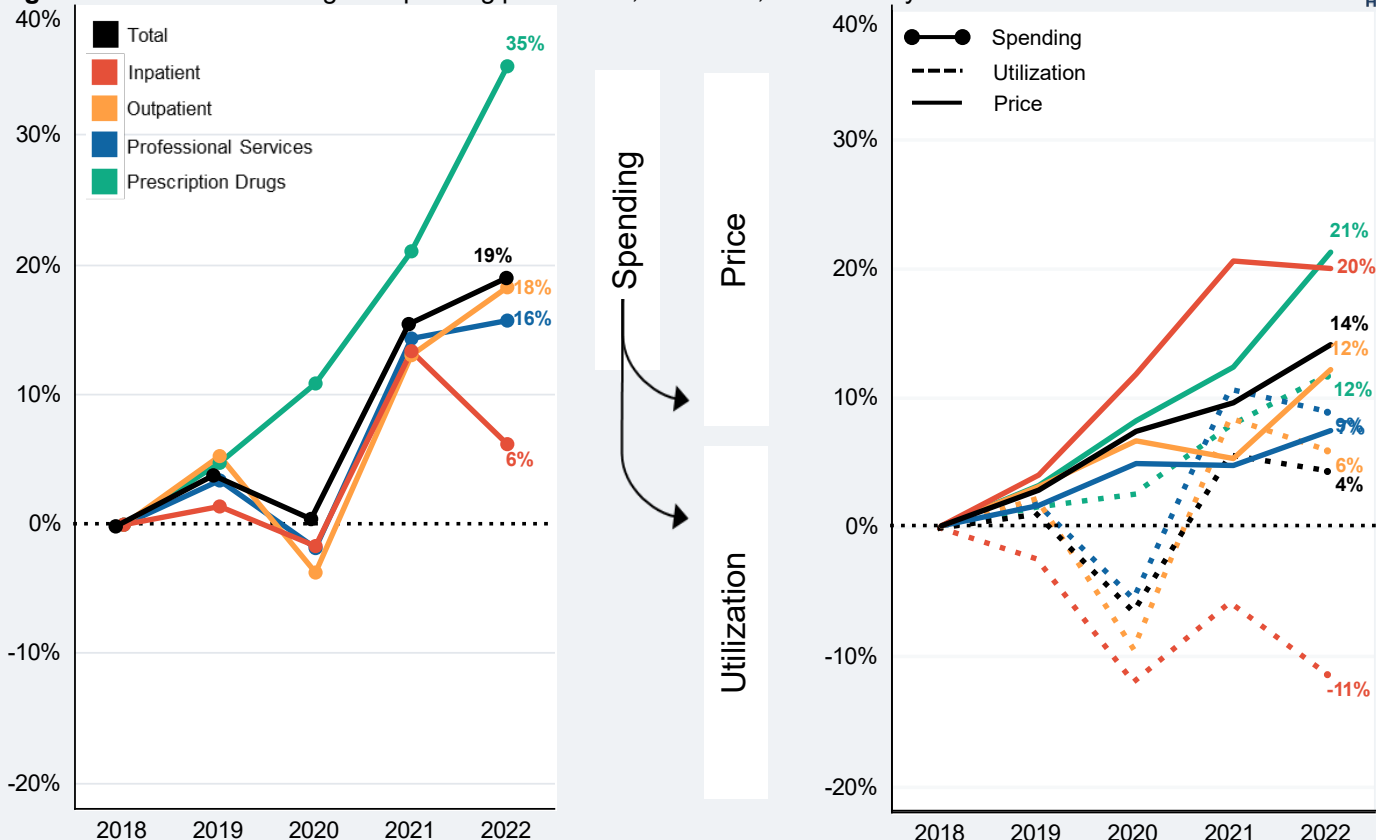 40%
30%
20%
10%
0%
-10%
-20%
Total
Inpatient
Outpatient
Professional Services
Prescription Drugs
35%
19%
18%
16%
6%
2018 2019 2020 2021 2022
Spending
Price
Utilization
40%
30%
20%
10%
0%
-10%
-20%
Spending
Utilization
Price
21%
20%
14%
12%
12%
6%
4%
-11%
2018 2019 2020 2021 2022